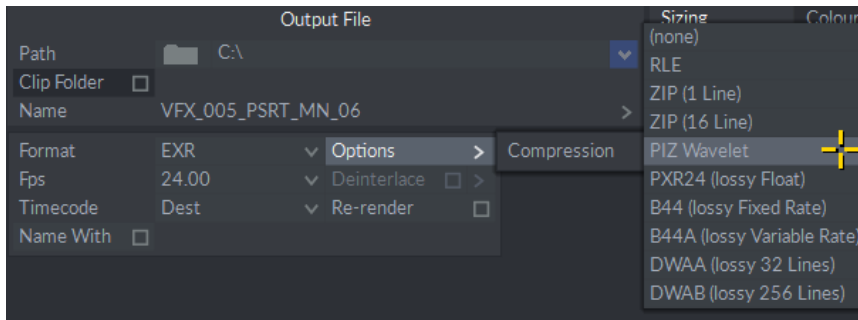 Output File
Sizing
Colour
Path C:\
Clip Folder
Name VFX_005_PSRT_MN_06 >
Format EXR Options > Compression
Fps 24.00 Deinterlace >
Timecode Dest Re-render
Name With
(none)
RLE
ZIP (1 Line)
ZIP (16 Line)
PIZ Wavelet
PXR24 (lossy Float)
B44 (lossy Fixed Rate)
B44A (lossy Variable Rate)
DWAA (lossy 32 Lines)
DWAB (lossy 256 Lines)